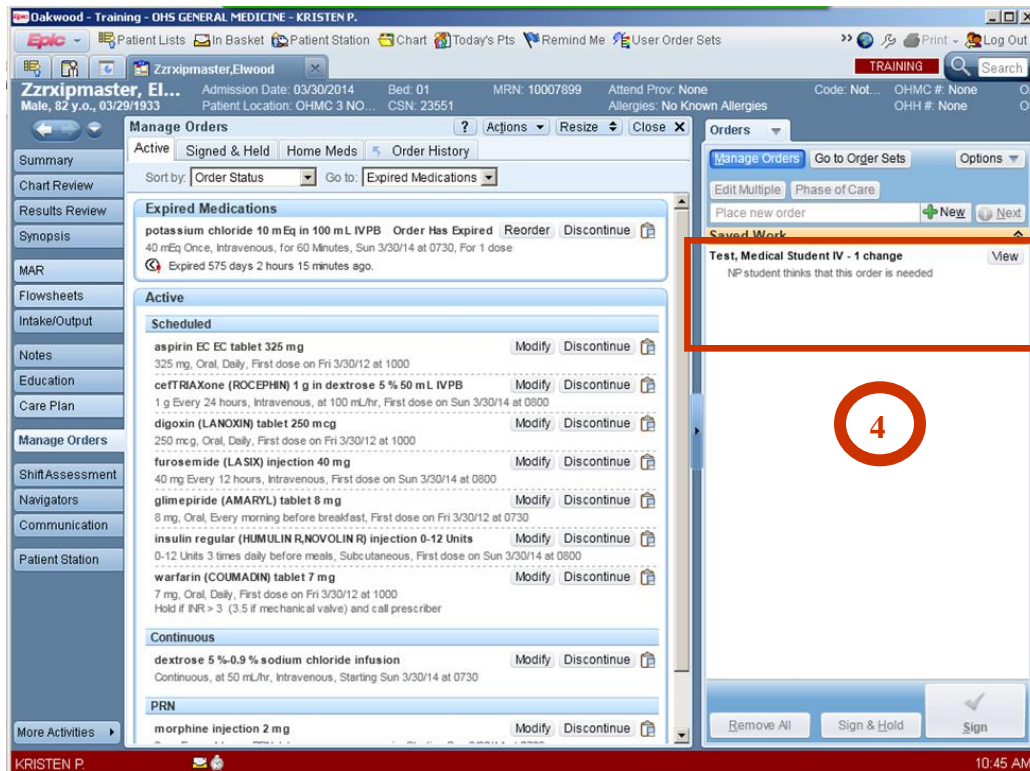 Oakwood - Training - OHS GENERAL MEDICINE - KRISTEN P.
Epic Patient Lists In Basket Patient Station Chart Today's Pts Remind Me User Order Sets Print Log Out
Zzrxipmaster,Elwood TRAINING Search
Zzrxipmaster, El... Admission Date: 03/30/2014 Bed: 01 MRN: 10007899 Attend Prov: None Code: Not... OHMC #: None
Male, 82 y.o., 03/29/1933 Patient Location: OHMC 3 NO... CSN: 23551 Allergies: No Known Allergies OHH #: None
Manage Orders ? Actions Resize Close X
Active Signed & Held Home Meds Order History
Sort by: Order Status Go to: Expired Medications
Summary
Chart Review
Results Review
Synopsis
MAR
Flowsheets
Intake/Output
Notes
Education
Care Plan
Manage Orders
Shift Assessment
Navigators
Communication
Patient Station
More Activities
Expired Medications
potassium chloride 10 mEq in 100 mL IVPB Order Has Expired Reorder Discontinue
40 mEq Once, Intravenous, for 60 Minutes, Sun 3/30/14 at 0730, For 1 dose
Expired 575 days 2 hours 15 minutes ago.
Active
Scheduled
aspirin EC EC tablet 325 mg Modify Discontinue
325 mg, Oral, Daily, First dose on Fri 3/30/12 at 1000
cefTRIAXone (ROCEPHIN) 1 g in dextrose 5 % 50 mL IVPB Modify Discontinue
1 g Every 24 hours, Intravenous, at 100 mL/hr, First dose on Sun 3/30/14 at 0800
digoxin (LANOXIN) tablet 250 mcg Modify Discontinue
250 mcg, Oral, Daily, First dose on Fri 3/30/12 at 1000
furosemide (LASIX) injection 40 mg Modify Discontinue
40 mg Every 12 hours, Intravenous, First dose on Sun 3/30/14 at 0800
glimepiride (AMARYL) tablet 8 mg Modify Discontinue
8 mg, Oral, Every morning before breakfast, First dose on Fri 3/30/12 at 0730
insulin regular (HUMULIN R,NOVOLIN R) injection 0-12 Units Modify Discontinue
0-12 Units 3 times daily before meals, Subcutaneous, First dose on Sun 3/30/14 at 0800
warfarin (COUMADIN) tablet 7 mg Modify Discontinue
7 mg, Oral, Daily, First dose on Fri 3/30/12 at 1000
Hold if INR > 3 (3.5 if mechanical valve) and call prescriber
Continuous
dextrose 5 %-0.9 % sodium chloride infusion Modify Discontinue
Continuous, at 50 mL/hr, Intravenous, Starting Sun 3/30/14 at 0730
PRN
morphine injection 2 mg Modify Discontinue
Orders
Manage Orders Go to Order Sets Options
Edit Multiple Phase of Care
Place new order New Next
Saved Work
Test, Medical Student IV - 1 change View
NP student thinks that this order is needed
4
Remove All Sign & Hold Sign
KRISTEN P. 10:45 AM